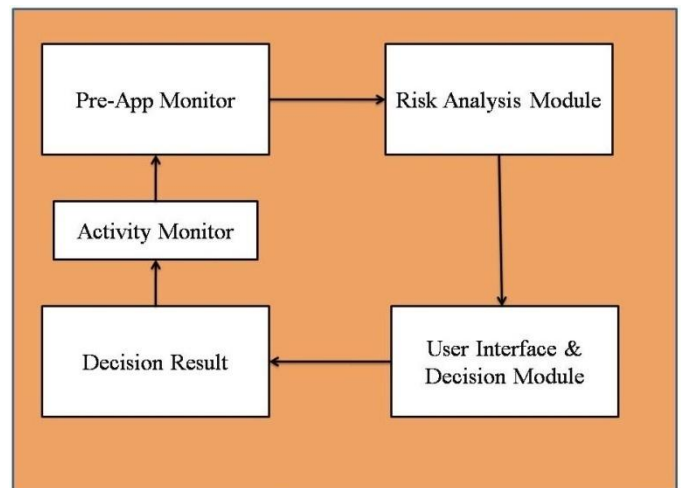 Pre-App Monitor
Risk Analysis Module
Activity Monitor
Decision Result
User Interface &
Decision Module